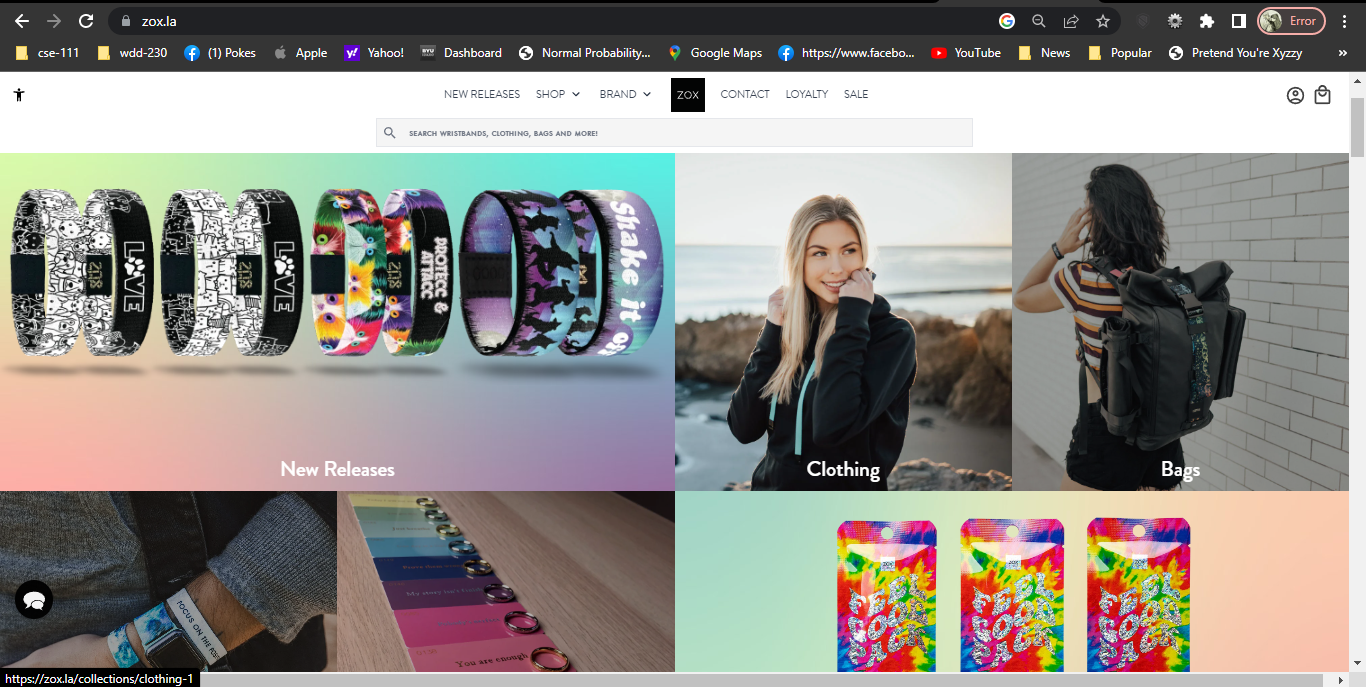 zox.la
Error
cse-111
wdd-230
(1) Pokes
Apple
Yahoo!
BYU
Dashboard
Normal Probability...
Google Maps
https://www.facebo...
YouTube
News
Popular
Pretend You're Xyzzy
»
NEW RELEASES
SHOP
BRAND
ZOX
CONTACT
LOYALTY
SALE
SEARCH WRISTBANDS, CLOTHING, BAGS AND MORE!
LOVE
LOVE
PROTECC &
ATTACC
shake it off
New Releases
Clothing
Bags
FOCUS ON THE
You are enough
https://zox.la/collections/clothing-1